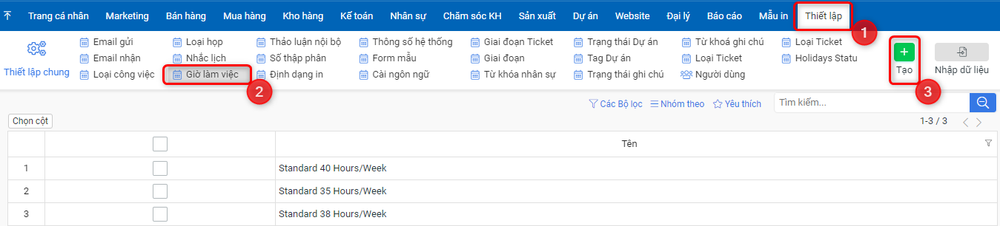 Trang cá nhân Marketing Bán hàng Mua hàng Kho hàng Kế toán Nhân sự Chăm sóc KH Sản xuất Dự án Website Đại lý Báo cáo Mẫu in Thiết lập
1
Email gửi Loại họp Thảo luận nội bộ Thông số hệ thống Giai đoạn Ticket Trạng thái Dự án Từ khoá ghi chú Loại Ticket
Email nhận Nhắc lịch Số thập phân Form mẫu Giai đoạn Tag Dự án Loại Ticket Holidays Statu
Thiết lập chung Loại công việc Giờ làm việc Định dạng in Cài ngôn ngữ Từ khóa nhân sự Trạng thái ghi chú Người dùng Tạo Nhập dữ liệu
2 3
Các Bộ lọc Nhóm theo Yêu thích Tìm kiếm...
Chọn cột 1-3 / 3
Tên
1 Standard 40 Hours/Week
2 Standard 35 Hours/Week
3 Standard 38 Hours/Week